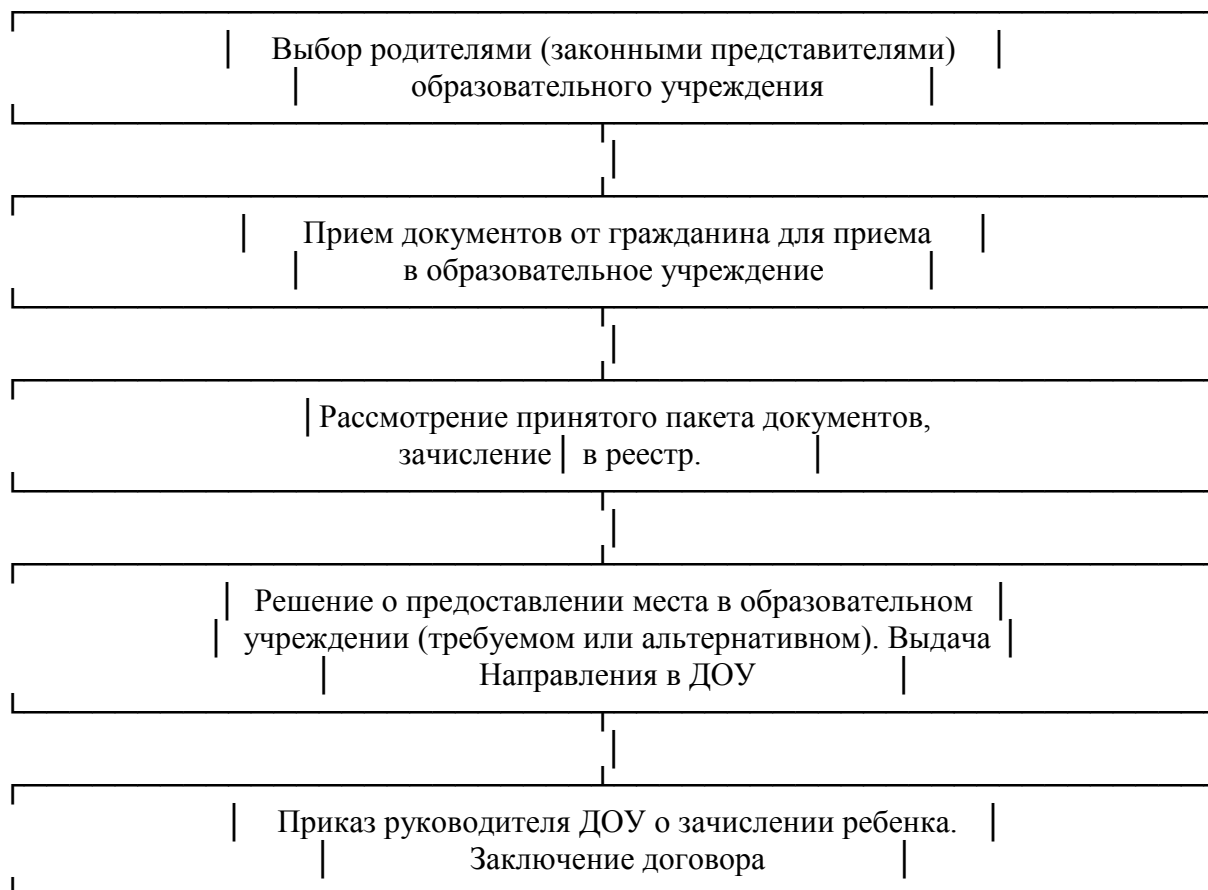 Выбор родителями (законными представителями)
образовательного учреждения
Прием документов от гражданина для приема
в образовательное учреждение
Рассмотрение принятого пакета документов,
зачисление в реестр.
Решение о предоставлении места в образовательном
учреждении (требуемом или альтернативном). Выдача
Направления в ДОУ
Приказ руководителя ДОУ о зачислении ребенка.
Заключение договора